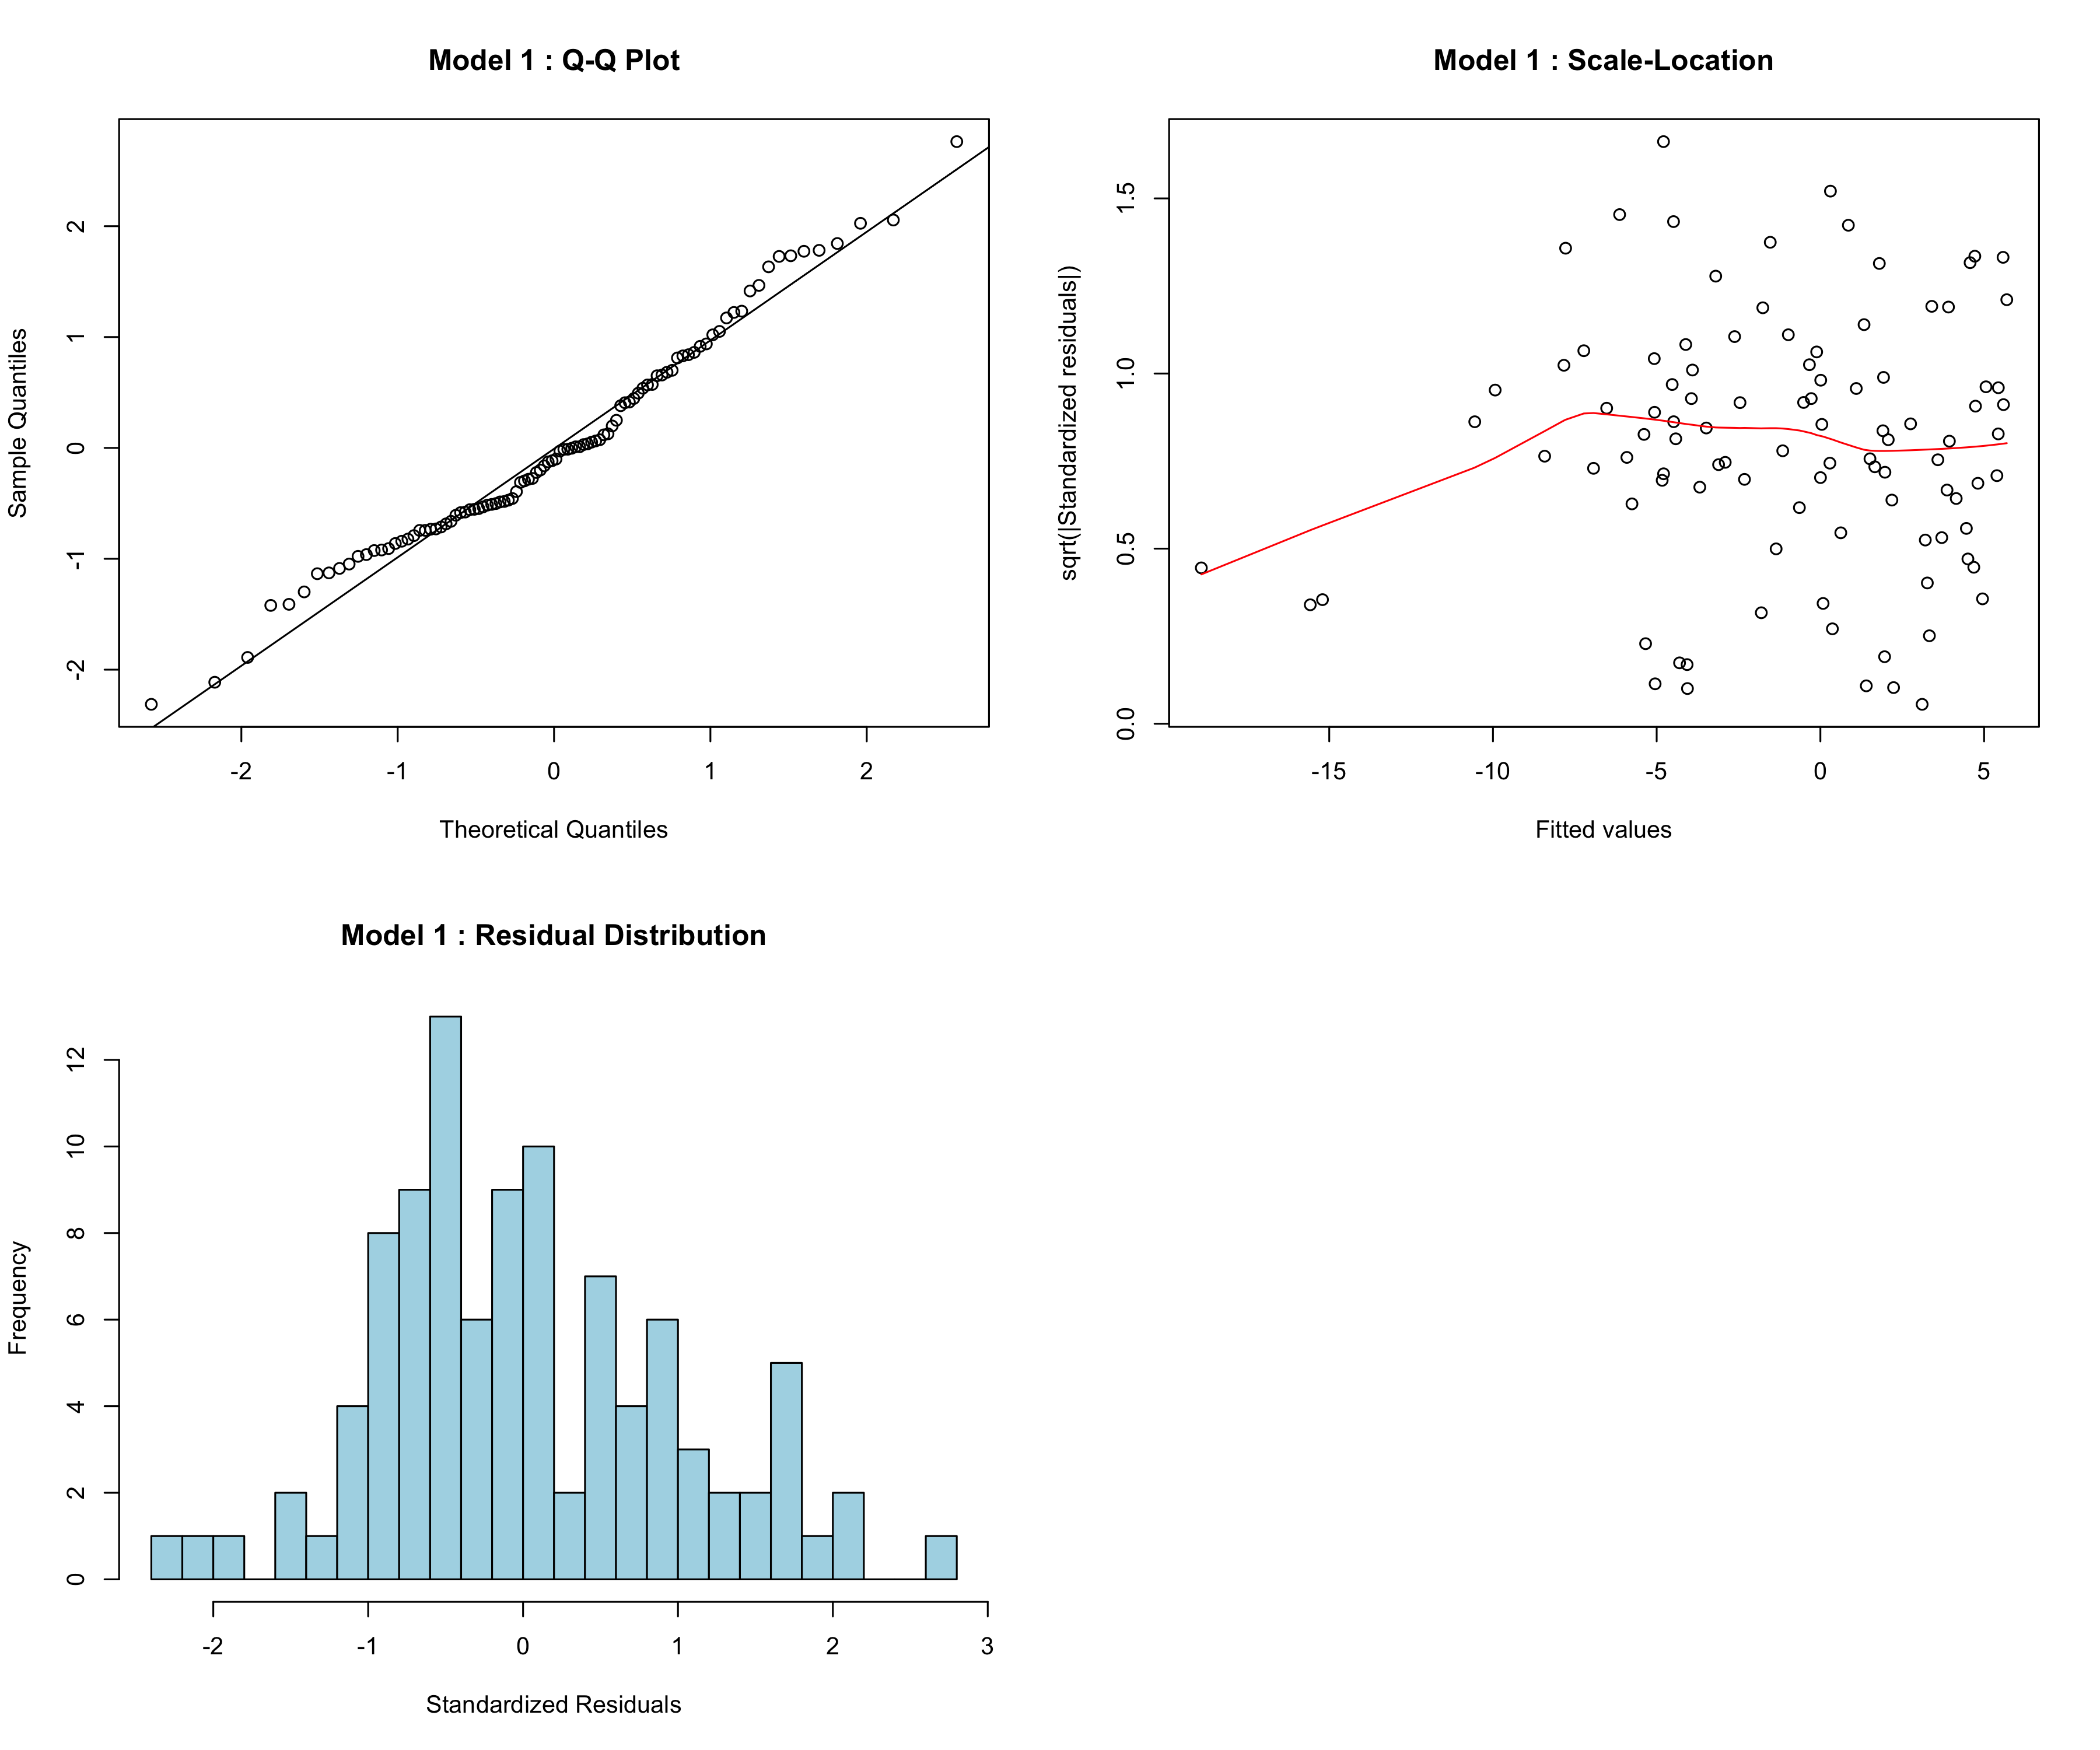 Model 1 : Q-Q Plot
Sample Quantiles
2
1
0
-1
-2
-2 -1 0 1 2
Theoretical Quantiles
Model 1 : Scale-Location
sqrt(|Standardized residuals|)
1.5
1.0
0.5
0.0
-15 -10 -5 0 5
Fitted values
Model 1 : Residual Distribution
Frequency
12
10
8
6
4
2
0
-2 -1 0 1 2 3
Standardized Residuals